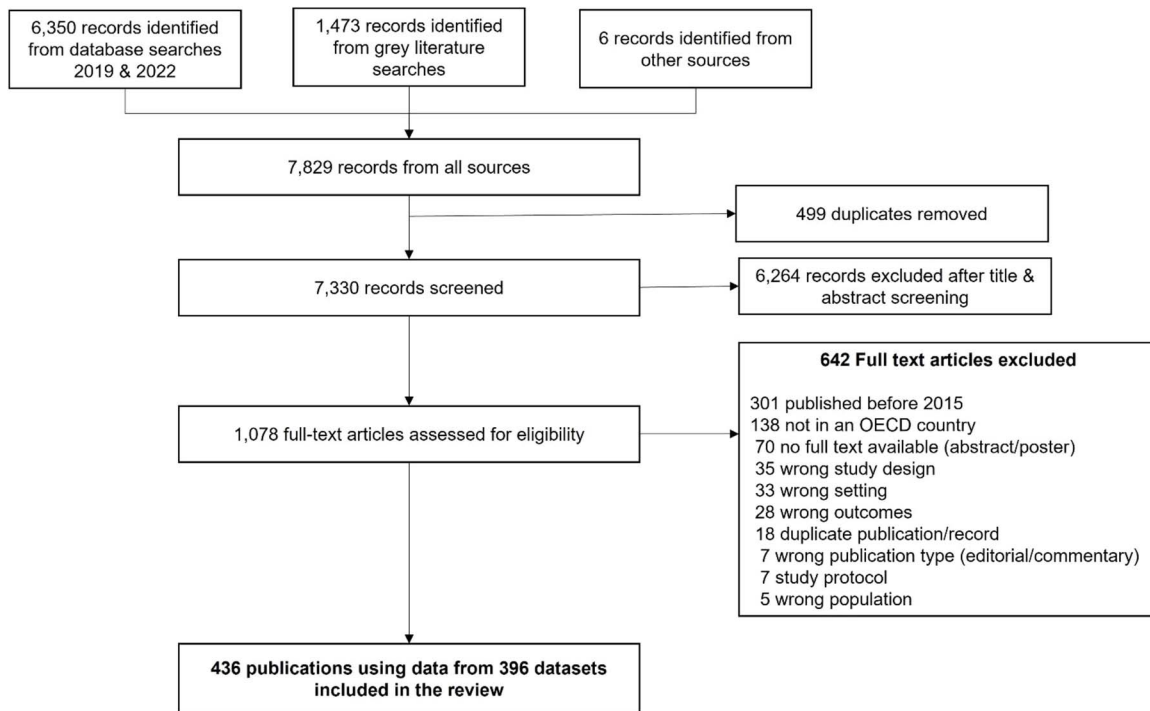 6,350 records identified
from database searches
2019 & 2022
1,473 records identified
from grey literature
searches
6 records identified from
other sources
7,829 records from all sources
499 duplicates removed
7,330 records screened
6,264 records excluded after title &
abstract screening
1,078 full-text articles assessed for eligibility
642 Full text articles excluded
301 published before 2015
138 not in an OECD country
70 no full text available (abstract/poster)
35 wrong study design
33 wrong setting
28 wrong outcomes
18 duplicate publication/record
7 wrong publication type (editorial/commentary)
7 study protocol
5 wrong population
436 publications using data from 396 datasets
included in the review